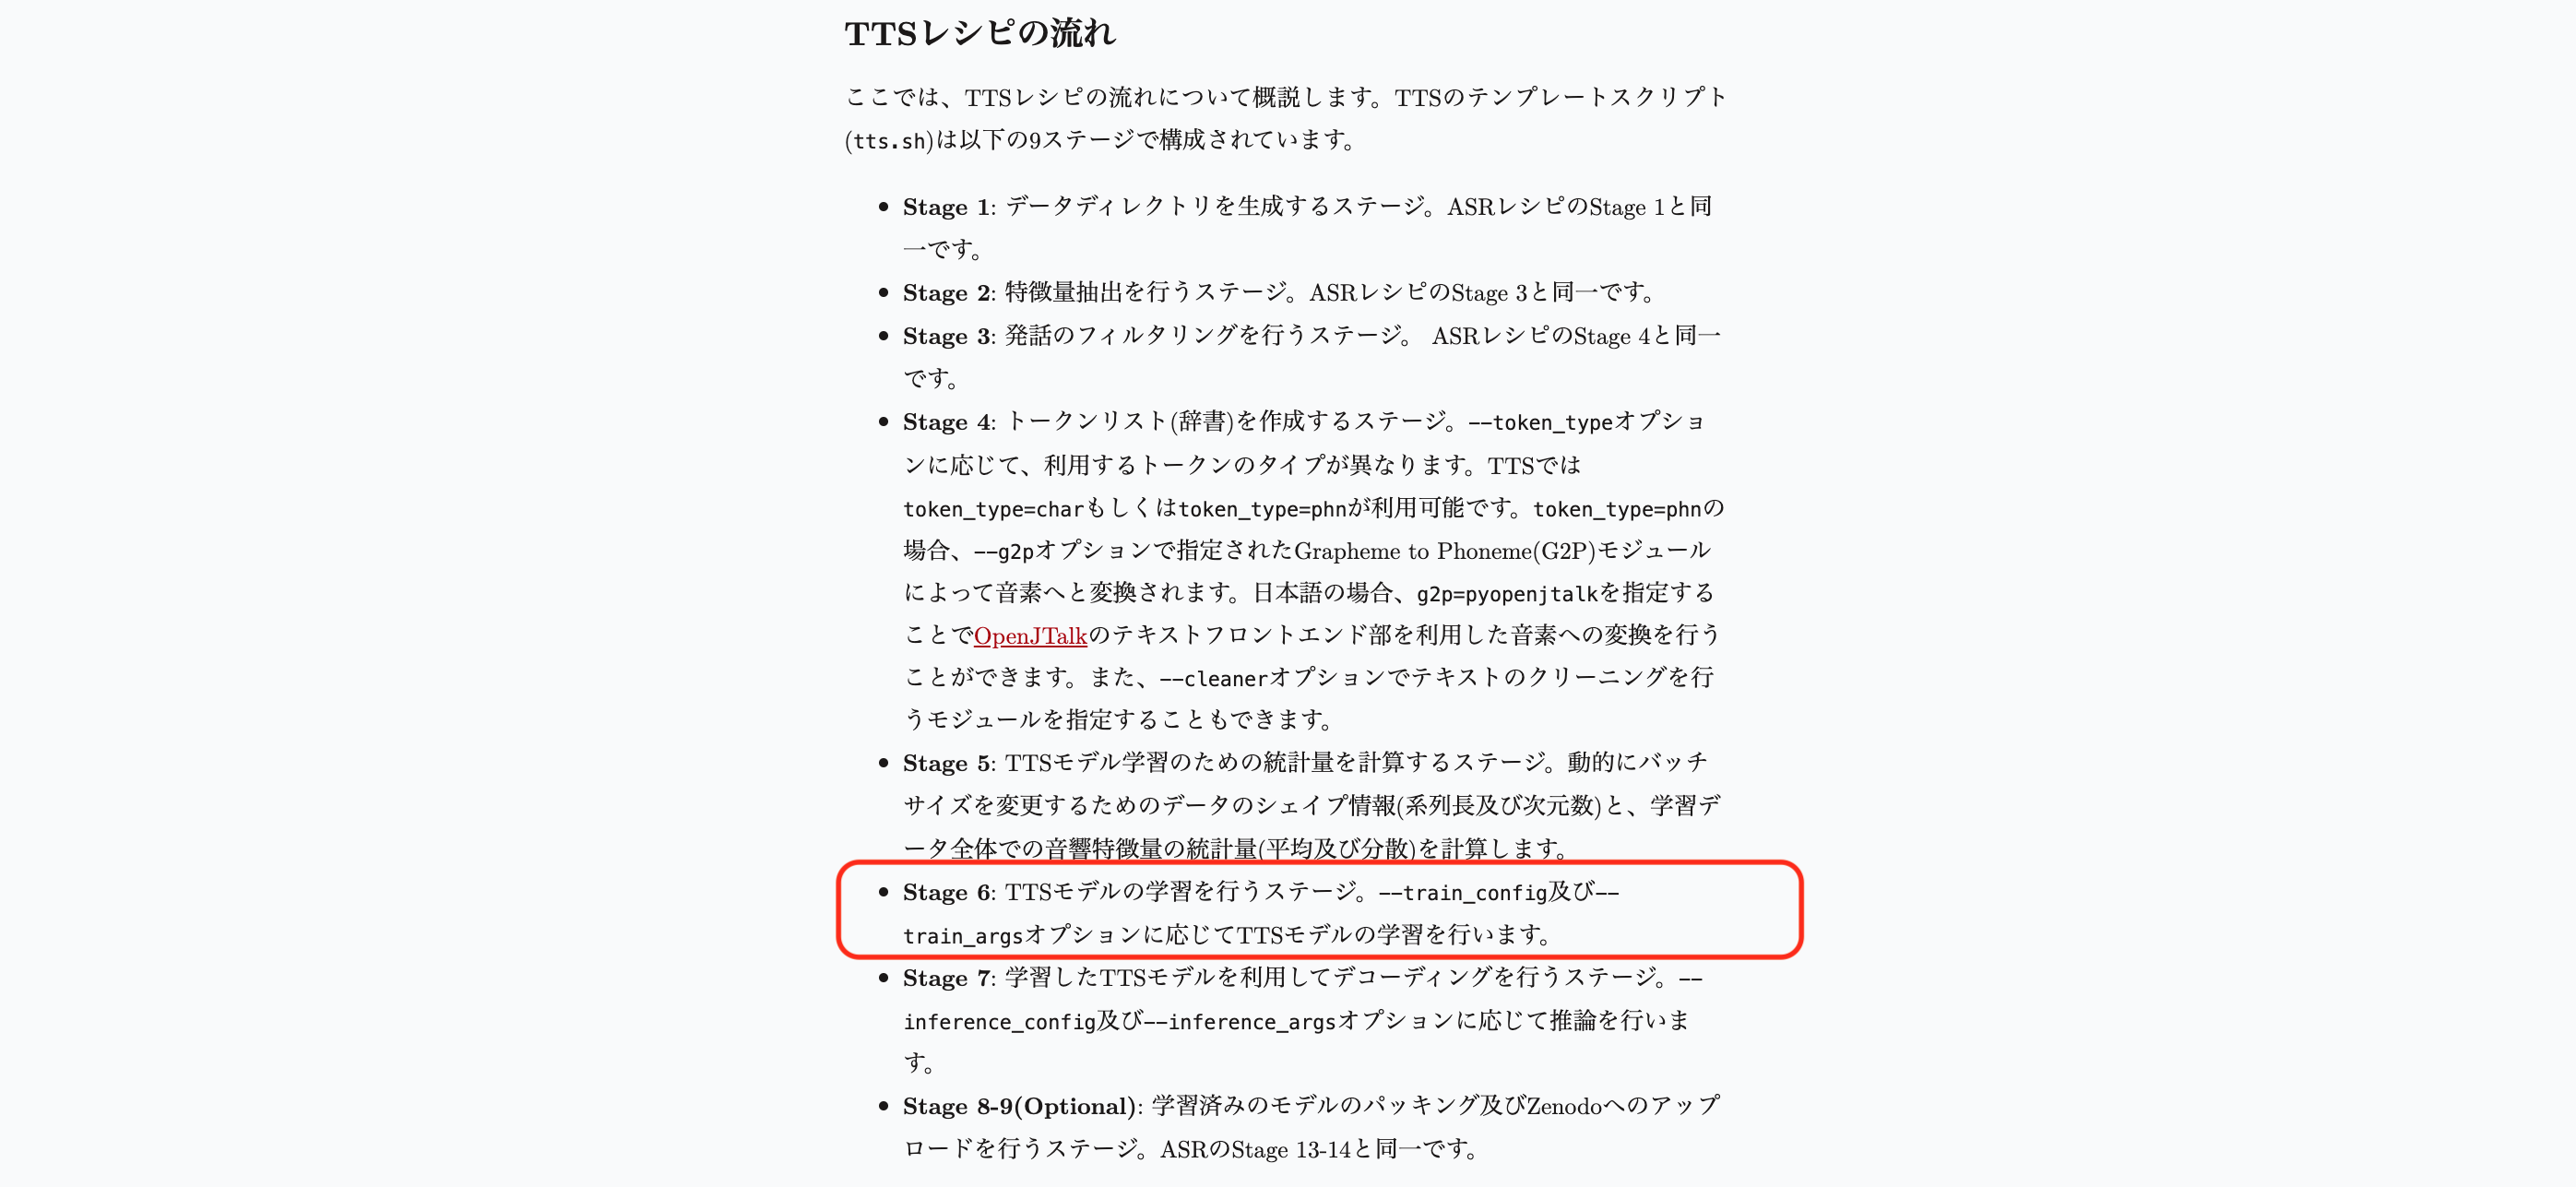 TTSレシピの流れ
ここでは、TTSレシピの流れについて概説します。TTSのテンプレートスクリプト
(tts.sh)は以下の9ステージで構成されています。
• Stage 1: データディレクトリを生成するステージ。ASRレシピのStage 1と同
一です。
• Stage 2: 特徴量抽出を行うステージ。ASRレシピのStage 3と同一です。
• Stage 3: 発話のフィルタリングを行うステージ。 ASRレシピのStage 4と同一
です。
• Stage 4: トークンリスト(辞書)を作成するステージ。--token_typeオプショ
ンに応じて、利用するトークンのタイプが異なります。TTSでは
token_type=charもしくはtoken_type=phnが利用可能です。token_type=phnの
場合、--g2pオプションで指定されたGrapheme to Phoneme(G2P)モジュール
によって音素へと変換されます。日本語の場合、g2p=pyopenjtalkを指定する
ことでOpenJTalkのテキストフロントエンド部を利用した音素への変換を行う
ことができます。また、--cleanerオプションでテキストのクリーニングを行
うモジュールを指定することもできます。
• Stage 5: TTSモデル学習のための統計量を計算するステージ。動的にバッチ
サイズを変更するためのデータのシェイプ情報(系列長及び次元数)と、学習デ
ータ全体での音響特徴量の統計量(平均及び分散)を計算します。
• Stage 6: TTSモデルの学習を行うステージ。--train_config及び--
train_argsオプションに応じてTTSモデルの学習を行います。
• Stage 7: 学習したTTSモデルを利用してデコーディングを行うステージ。--
inference_config及び--inference_argsオプションに応じて推論を行いま
す。
• Stage 8-9(Optional): 学習済みのモデルのパッキング及びZenodoへのアップ
ロードを行うステージ。ASRのStage 13-14と同一です。